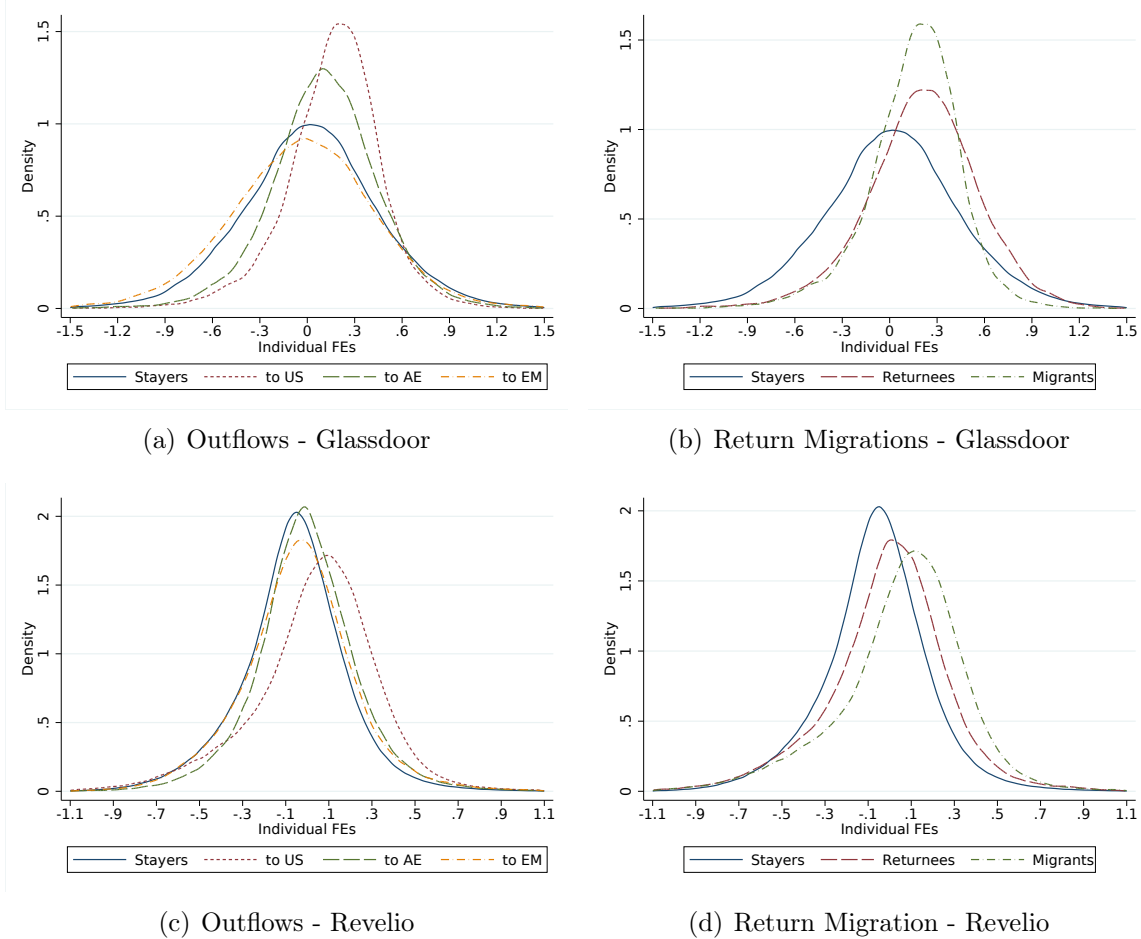 Density
0 .5 1 1.5
-1.5 -1.2 -.9 -.6 -.3 0 .3 .6 .9 1.2 1.5
Individual FEs
Stayers to US to AE to EM
(a) Outflows - Glassdoor
Density
0 .5 1 1.5
-1.5 -1.2 -.9 -.6 -.3 0 .3 .6 .9 1.2 1.5
Individual FEs
Stayers Returnees Migrants
(b) Return Migrations - Glassdoor
Density
0 .5 1 1.5 2
-1.1 -.9 -.7 -.5 -.3 -.1 .1 .3 .5 .7 .9 1.1
Individual FEs
Stayers to US to AE to EM
(c) Outflows - Revelio
Density
0 .5 1 1.5 2
-1.1 -.9 -.7 -.5 -.3 -.1 .1 .3 .5 .7 .9 1.1
Individual FEs
Stayers Returnees Migrants
(d) Return Migration - Revelio